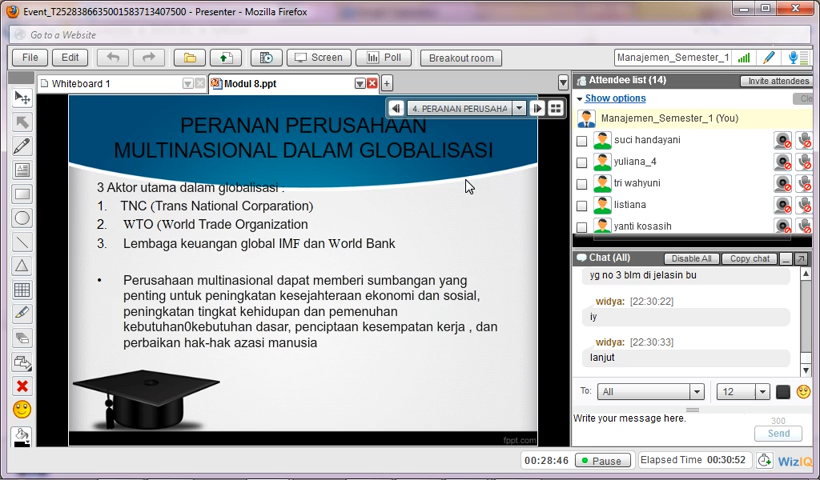 Event_T2528386635001583713407500 - Presenter - Mozilla Firefox
Go to a Website
File Edit Screen Poll Breakout room Manajemen_Semester_1
Whiteboard 1 Modul 8.ppt
4. PERANAN PERUSAHA
PERANAN PERUSAHAAN
MULTINASIONAL DALAM GLOBALISASI
3 Aktor utama dalam globalisasi :
1. TNC (Trans National Corparation)
2. WTO (World Trade Organization
3. Lembaga keuangan global IMF dan World Bank
• Perusahaan multinasional dapat memberi sumbangan yang
penting untuk peningkatan kesejahteraan ekonomi dan sosial,
peningkatan tingkat kehidupan dan pemenuhan
kebutuhan0kebutuhan dasar, penciptaan kesempatan kerja , dan
perbaikan hak-hak azasi manusia
fppt.com
Attendee list (14) Invite attendees
Show options Cle
Manajemen_Semester_1 (You)
suci handayani
yuliana_4
tri wahyuni
listiana
yanti kosasih
Chat (All) Disable All Copy chat
yg no 3 blm di jelasin bu
widya: [22:30:22]
iy
widya: [22:30:33]
lanjut
To: All 12
Write your message here.
300
Send
00:28:46 Pause Elapsed Time 00:30:52 WizIQ